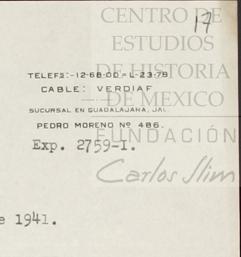 CENTRO DE
17
ESTUDIOS
DE HISTORIA
DE MEXICO
TELEFS:-12-68-00=L-23-78
CABLE: VERDIAF
SUCURSAL EN GUADALAJARA, JAL
PEDRO MORENO Nº 486.
FUNDACIÓN
Exp. 2759-I.
Carlos Slim
e 1941.